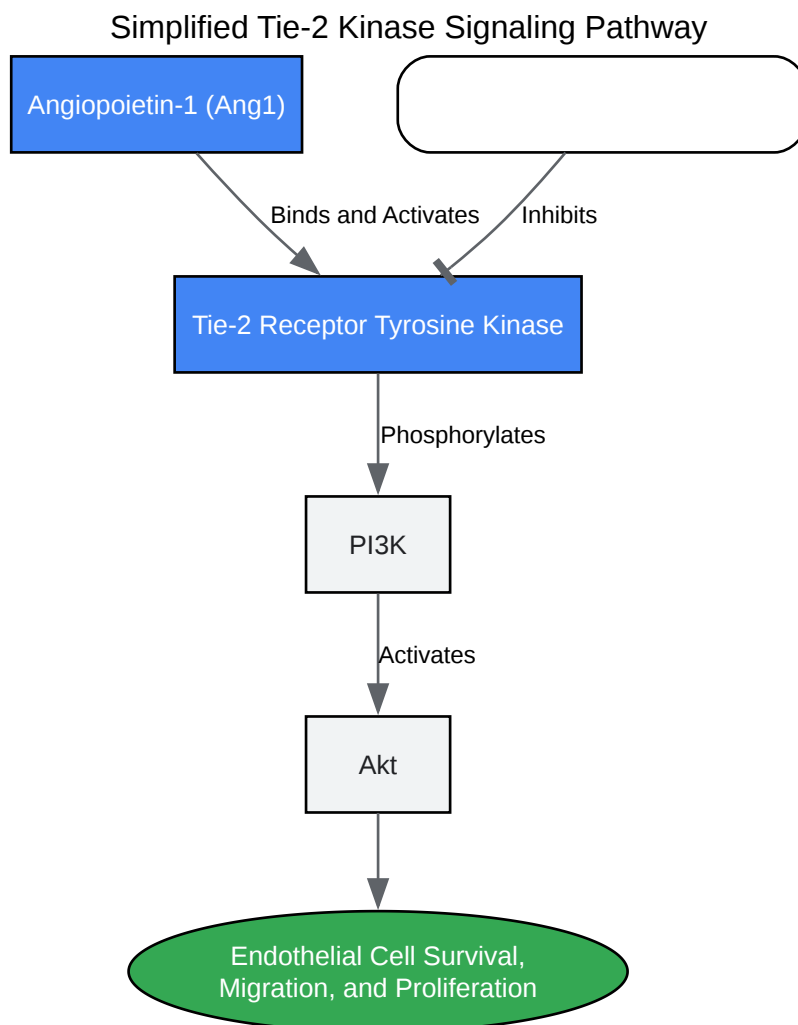 Simplified Tie-2 Kinase Signaling Pathway
Angiopoietin-1 (Ang1)
Binds and Activates
Inhibits
Tie-2 Receptor Tyrosine Kinase
Phosphorylates
PI3K
Activates
Akt
Endothelial Cell Survival,
Migration, and Proliferation